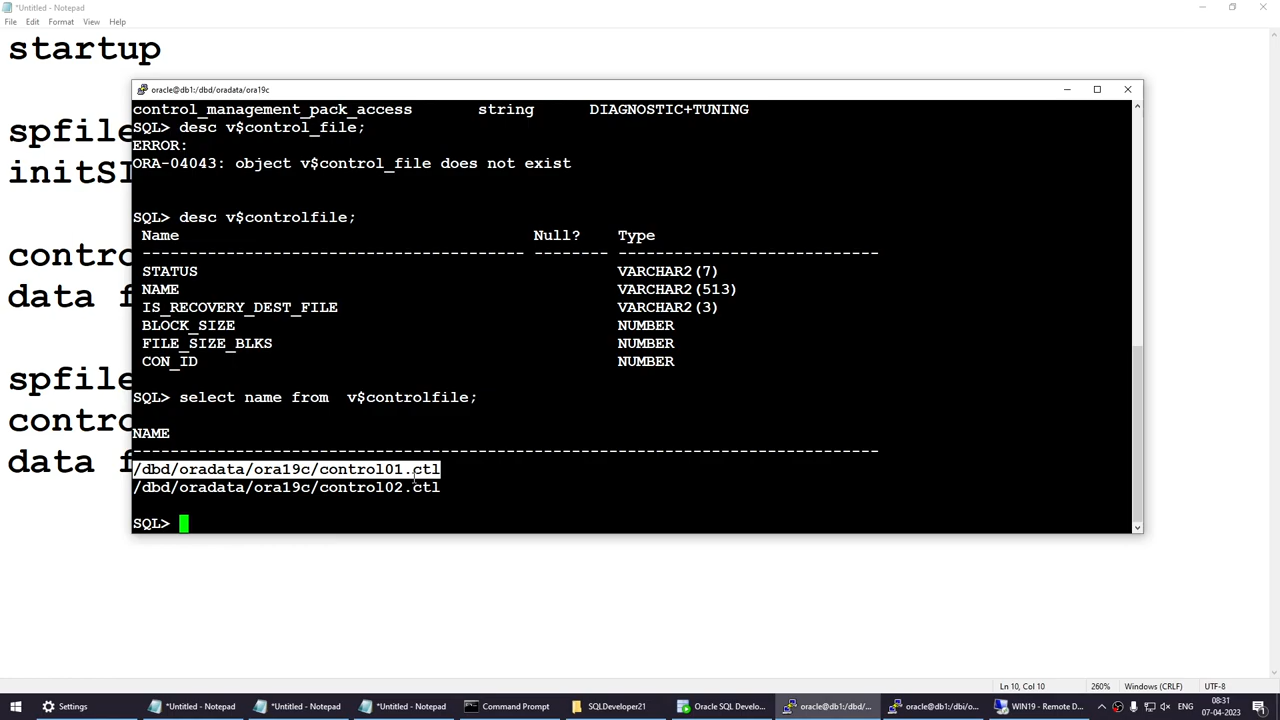 *Untitled - Notepad
File Edit Format View Help
startup
spfile
initSI
contro
data f
spfile
contro
data f
oracle@db1:/dbd/oradata/ora19c
control_management_pack_access string DIAGNOSTIC+TUNING
SQL> desc v$control_file;
ERROR:
ORA-04043: object v$control_file does not exist
SQL> desc v$controlfile;
Name Null? Type
----------------------------------------- -------- ----------------------------
STATUS VARCHAR2(7)
NAME VARCHAR2(513)
IS_RECOVERY_DEST_FILE VARCHAR2(3)
BLOCK_SIZE NUMBER
FILE_SIZE_BLKS NUMBER
CON_ID NUMBER
SQL> select name from  v$controlfile;
NAME
--------------------------------------------------------------------------------
/dbd/oradata/ora19c/control01.ctl
/dbd/oradata/ora19c/control02.ctl
SQL>
Ln 10, Col 10 260% Windows (CRLF) UTF-8
Settings *Untitled - Notepad *Untitled - Notepad *Untitled - Notepad Command Prompt SQLDeveloper21 Oracle SQL Develo... oracle@db1:/dbd/... oracle@db1:/db/o... WIN19 - Remote D... ENG 08:31
07-04-2023